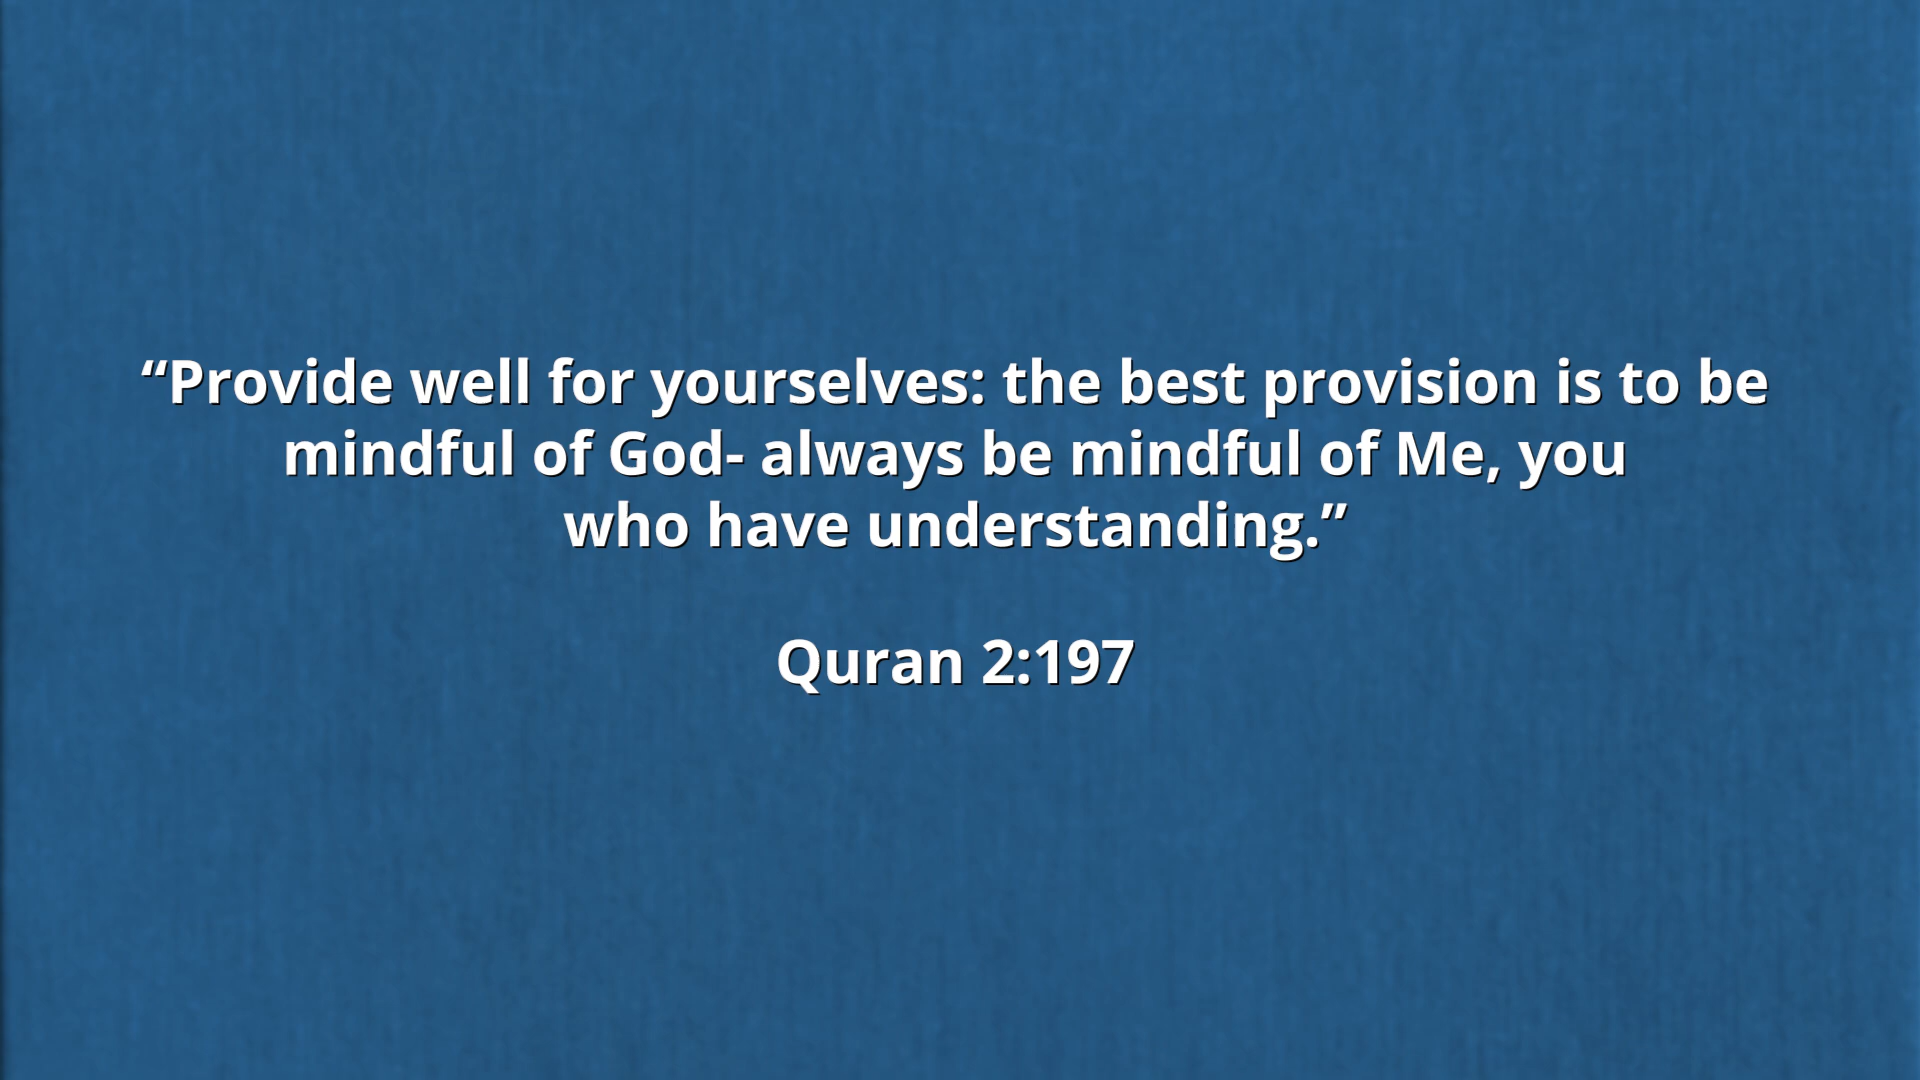 “Provide well for yourselves: the best provision is to be
mindful of God- always be mindful of Me, you
who have understanding.”
Quran 2:197